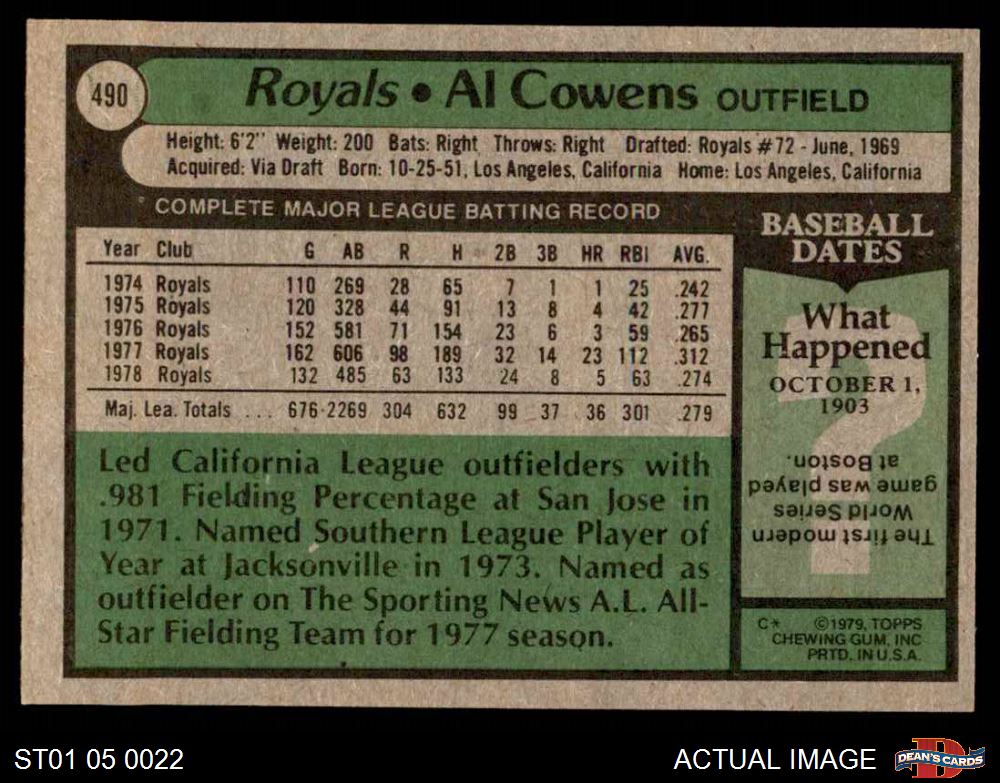 490
Royals • Al Cowens OUTFIELD
Height: 6'2" Weight: 200 Bats: Right Throws: Right Drafted: Royals #72 - June, 1969
Acquired: Via Draft Born: 10-25-51, Los Angeles, California Home: Los Angeles, California
COMPLETE MAJOR LEAGUE BATTING RECORD
Year Club G AB R H 2B 3B HR RBI AVG.
1974 Royals 110 269 28 65 7 1 1 25 .242
1975 Royals 120 328 44 91 13 8 4 42 .277
1976 Royals 152 581 71 154 23 6 3 59 .265
1977 Royals 162 606 98 189 32 14 23 112 .312
1978 Royals 132 485 63 133 24 8 5 63 .274
Maj. Lea. Totals ... 676 2269 304 632 99 37 36 301 .279
Led California League outfielders with
.981 Fielding Percentage at San Jose in
1971. Named Southern League Player of
Year at Jacksonville in 1973. Named as
outfielder on The Sporting News A.L. All-
Star Fielding Team for 1977 season.
BASEBALL
DATES
What
Happened
OCTOBER 1,
1903
?
The first modern
World Series
game was played
at Boston.
C* ©1979, TOPPS
CHEWING GUM, INC
PRTD. IN U.S.A.
ST01 05 0022
ACTUAL IMAGE
D
DEAN'S CARDS